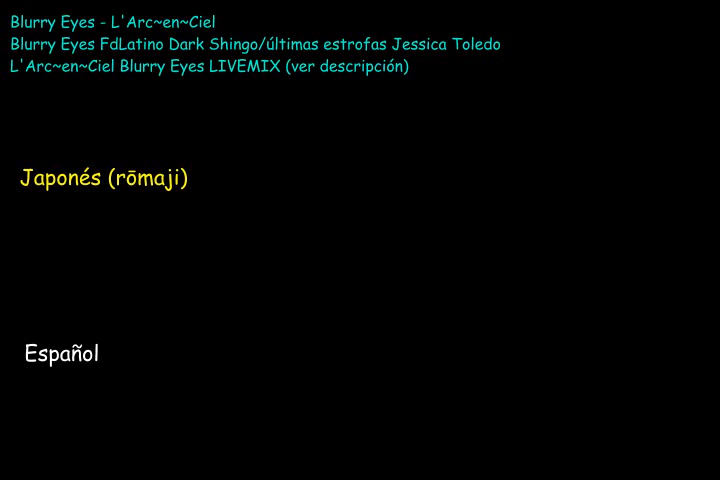 Blurry Eyes - L'Arc~en~Ciel
Blurry Eyes FdLatino Dark Shingo/últimas estrofas Jessica Toledo
L'Arc~en~Ciel Blurry Eyes LIVEMIX (ver descripción)
Japonés (rōmaji)
Español